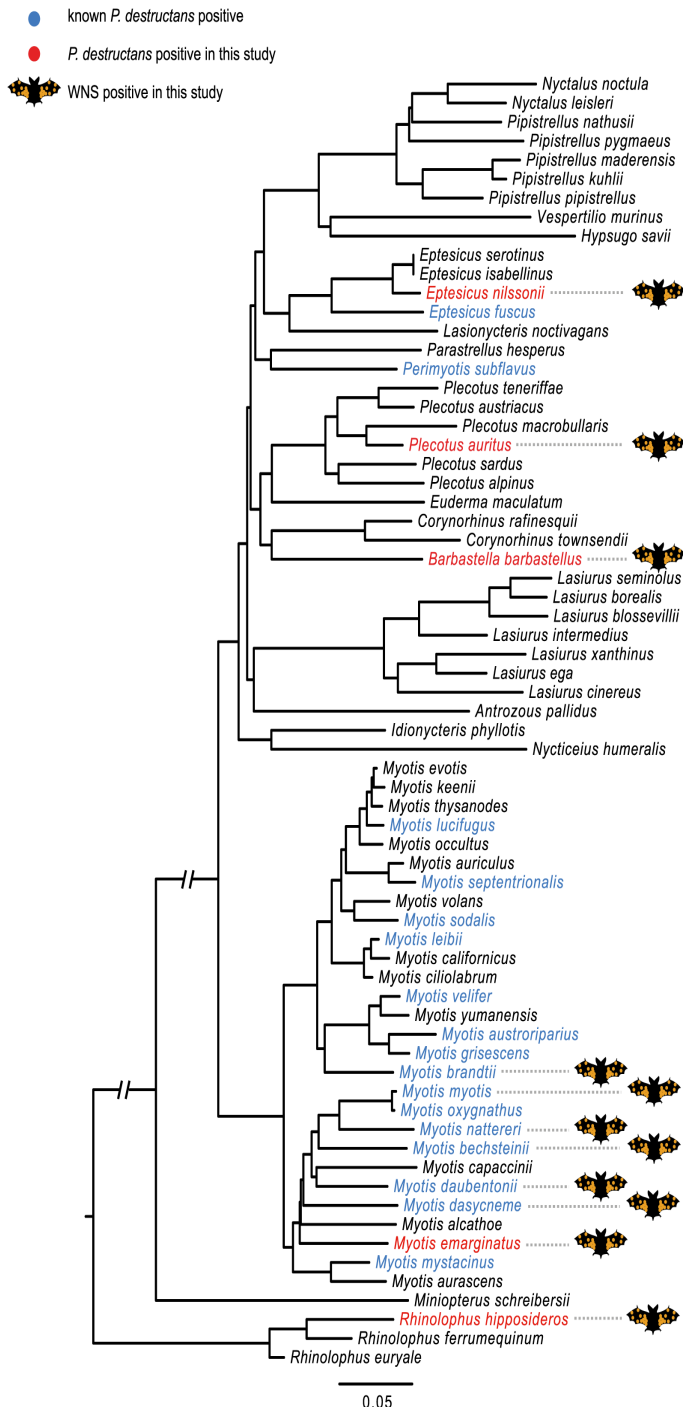 known P. destructans positive
P. destructans positive in this study
WNS positive in this study
Nyctalus noctula
Nyctalus leisleri
Pipistrellus nathusii
Pipistrellus pygmaeus
Pipistrellus maderensis
Pipistrellus kuhlii
Pipistrellus pipistrellus
Vespertilio murinus
Hypsugo savii
Eptesicus serotinus
Eptesicus isabellinus
Eptesicus nilssonii
Eptesicus fuscus
Lasionycteris noctivagans
Parastrellus hesperus
Perimyotis subflavus
Plecotus teneriffae
Plecotus austriacus
Plecotus macrobullaris
Plecotus auritus
Plecotus sardus
Plecotus alpinus
Euderma maculatum
Corynorhinus rafinesquii
Corynorhinus townsendii
Barbastella barbastellus
Lasiurus seminolus
Lasiurus borealis
Lasiurus blossevillii
Lasiurus intermedius
Lasiurus xanthinus
Lasiurus ega
Lasiurus cinereus
Antrozous pallidus
Idionycteris phyllotis
Nycticeius humeralis
Myotis evotis
Myotis keenii
Myotis thysanodes
Myotis lucifugus
Myotis occultus
Myotis auriculus
Myotis septentrionalis
Myotis volans
Myotis sodalis
Myotis leibii
Myotis californicus
Myotis ciliolabrum
Myotis velifer
Myotis yumanensis
Myotis austroriparius
Myotis grisescens
Myotis brandtii
Myotis myotis
Myotis oxygnathus
Myotis nattereri
Myotis bechsteinii
Myotis capaccinii
Myotis daubentonii
Myotis dasycneme
Myotis alcathoe
Myotis emarginatus
Myotis mystacinus
Myotis aurascens
Miniopterus schreibersii
Rhinolophus hipposideros
Rhinolophus ferrumequinum
Rhinolophus euryale
0.05